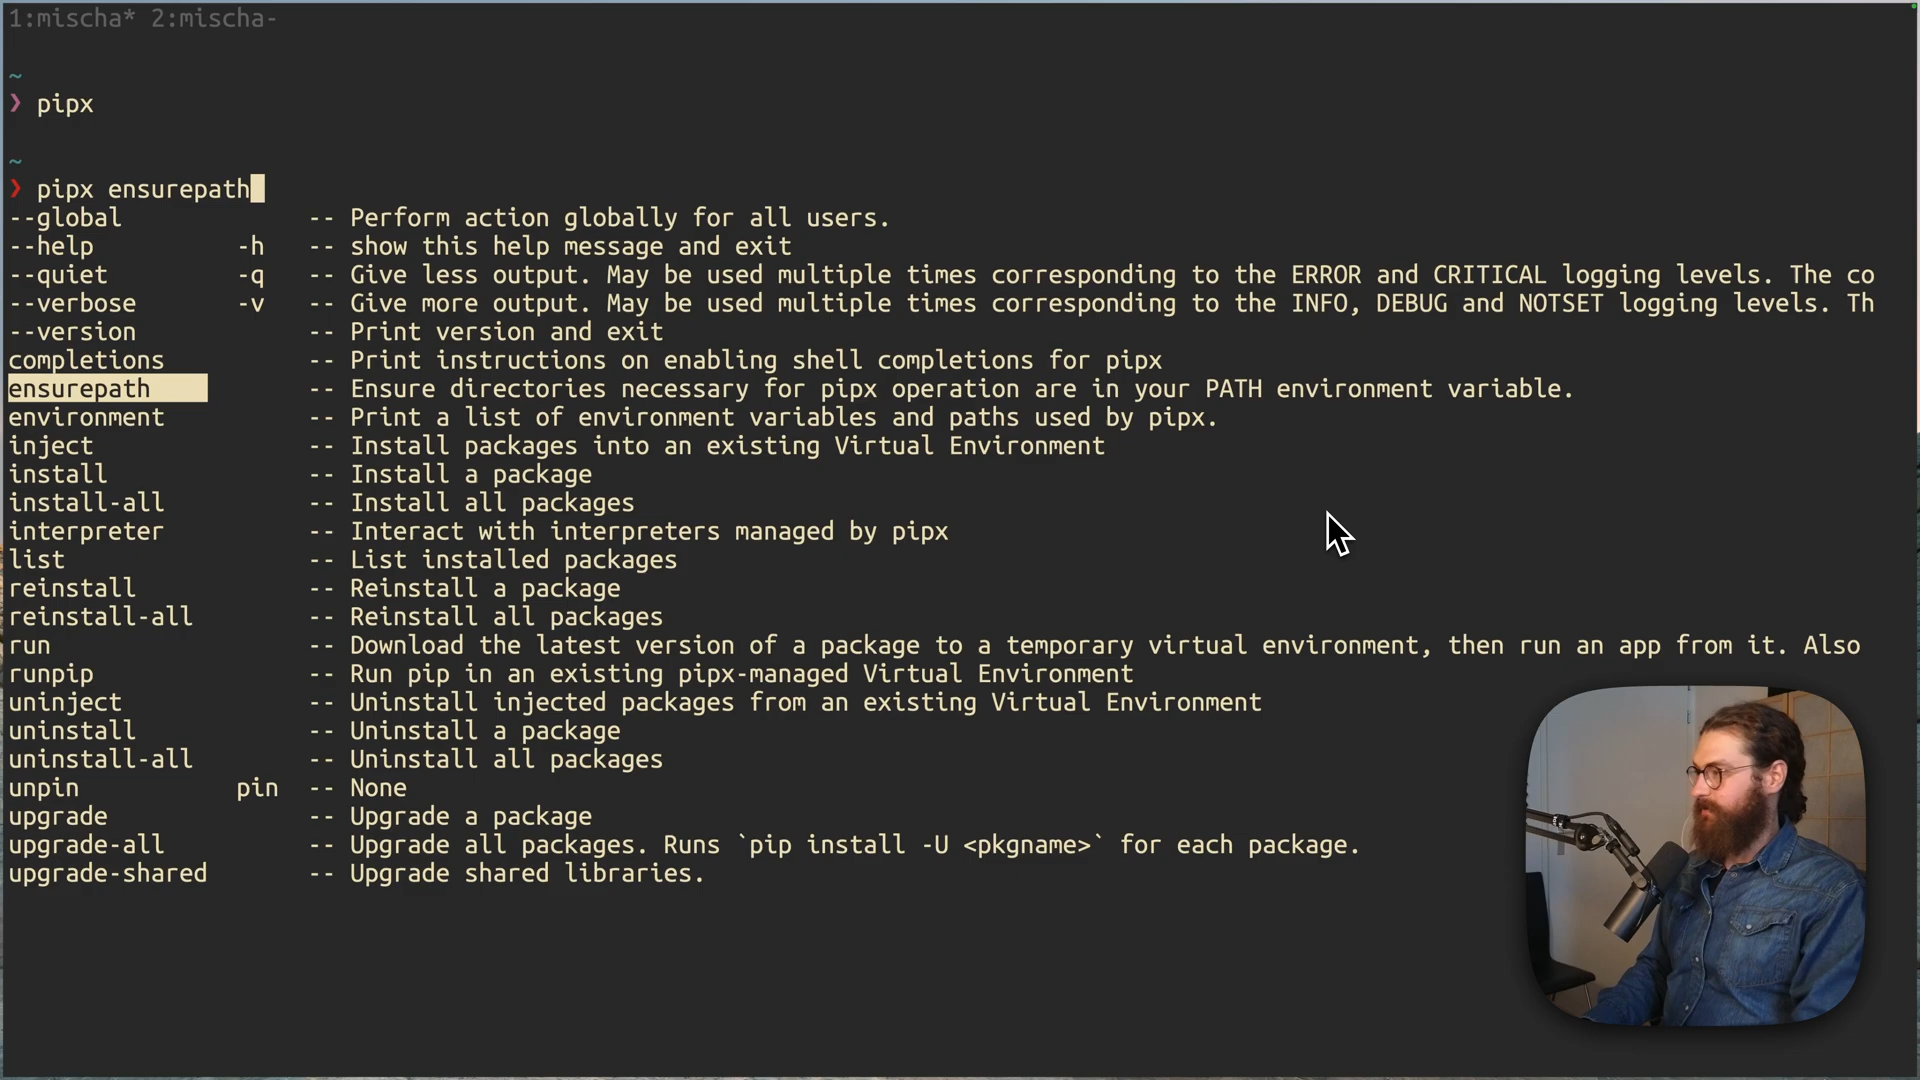 1:mischa* 2:mischa-
~
❯ pipx
~
❯ pipx ensurepath
--global -- Perform action globally for all users.
--help -h -- show this help message and exit
--quiet -q -- Give less output. May be used multiple times corresponding to the ERROR and CRITICAL logging levels. The co
--verbose -v -- Give more output. May be used multiple times corresponding to the INFO, DEBUG and NOTSET logging levels. Th
--version -- Print version and exit
completions -- Print instructions on enabling shell completions for pipx
ensurepath -- Ensure directories necessary for pipx operation are in your PATH environment variable.
environment -- Print a list of environment variables and paths used by pipx.
inject -- Install packages into an existing Virtual Environment
install -- Install a package
install-all -- Install all packages
interpreter -- Interact with interpreters managed by pipx
list -- List installed packages
reinstall -- Reinstall a package
reinstall-all -- Reinstall all packages
run -- Download the latest version of a package to a temporary virtual environment, then run an app from it. Also
runpip -- Run pip in an existing pipx-managed Virtual Environment
uninject -- Uninstall injected packages from an existing Virtual Environment
uninstall -- Uninstall a package
uninstall-all -- Uninstall all packages
unpin pin -- None
upgrade -- Upgrade a package
upgrade-all -- Upgrade all packages. Runs `pip install -U <pkgname>` for each package.
upgrade-shared -- Upgrade shared libraries.